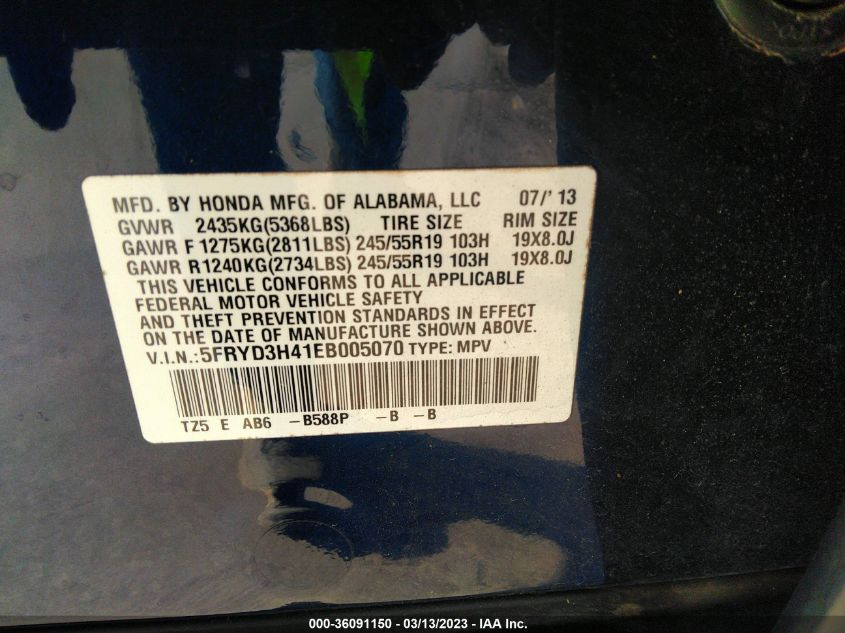 MFD. BY HONDA MFG. OF ALABAMA, LLC 07/' 13
GVWR 2435KG(5368LBS) TIRE SIZE RIM SIZE
GAWR F 1275KG(2811LBS) 245/55R19 103H 19X8.0J
GAWR R1240KG(2734LBS) 245/55R19 103H 19X8.0J
THIS VEHICLE CONFORMS TO ALL APPLICABLE
FEDERAL MOTOR VEHICLE SAFETY
AND THEFT PREVENTION STANDARDS IN EFFECT
ON THE DATE OF MANUFACTURE SHOWN ABOVE.
V.I.N.:5FRYD3H41EB005070 TYPE: MPV
TZ5 E AB6 -B588P -B -B
000-36091150 - 03/13/2023 - IAA Inc.